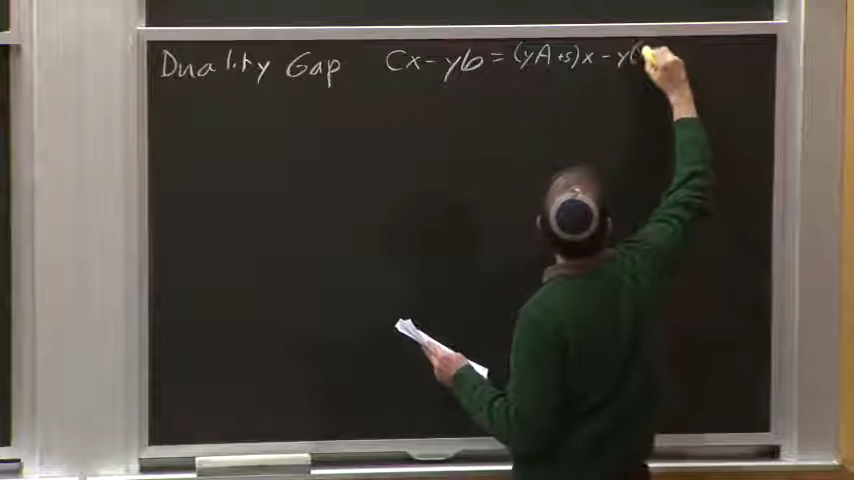 Duality Gap Cx - yb = (yA+s)x - y(